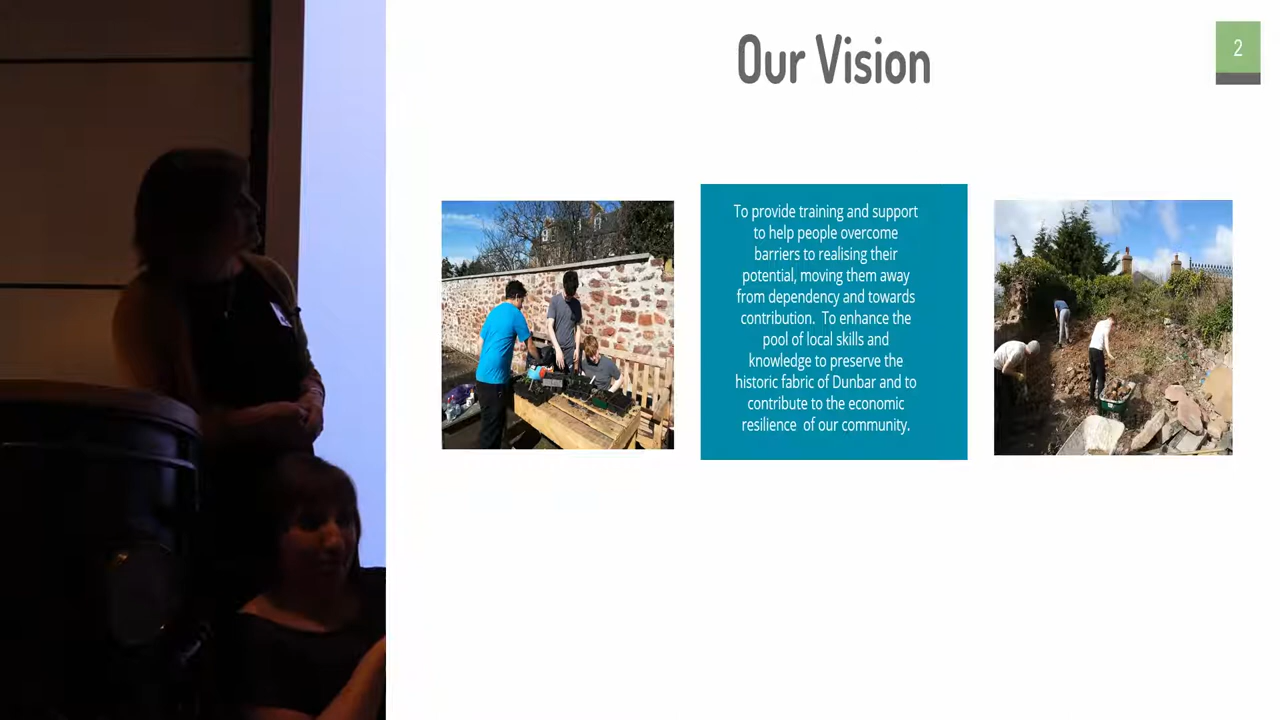 Our Vision
2
To provide training and support
to help people overcome
barriers to realising their
potential, moving them away
from dependency and towards
contribution.  To enhance the
pool of local skills and
knowledge to preserve the
historic fabric of Dunbar and to
contribute to the economic
resilience  of our community.